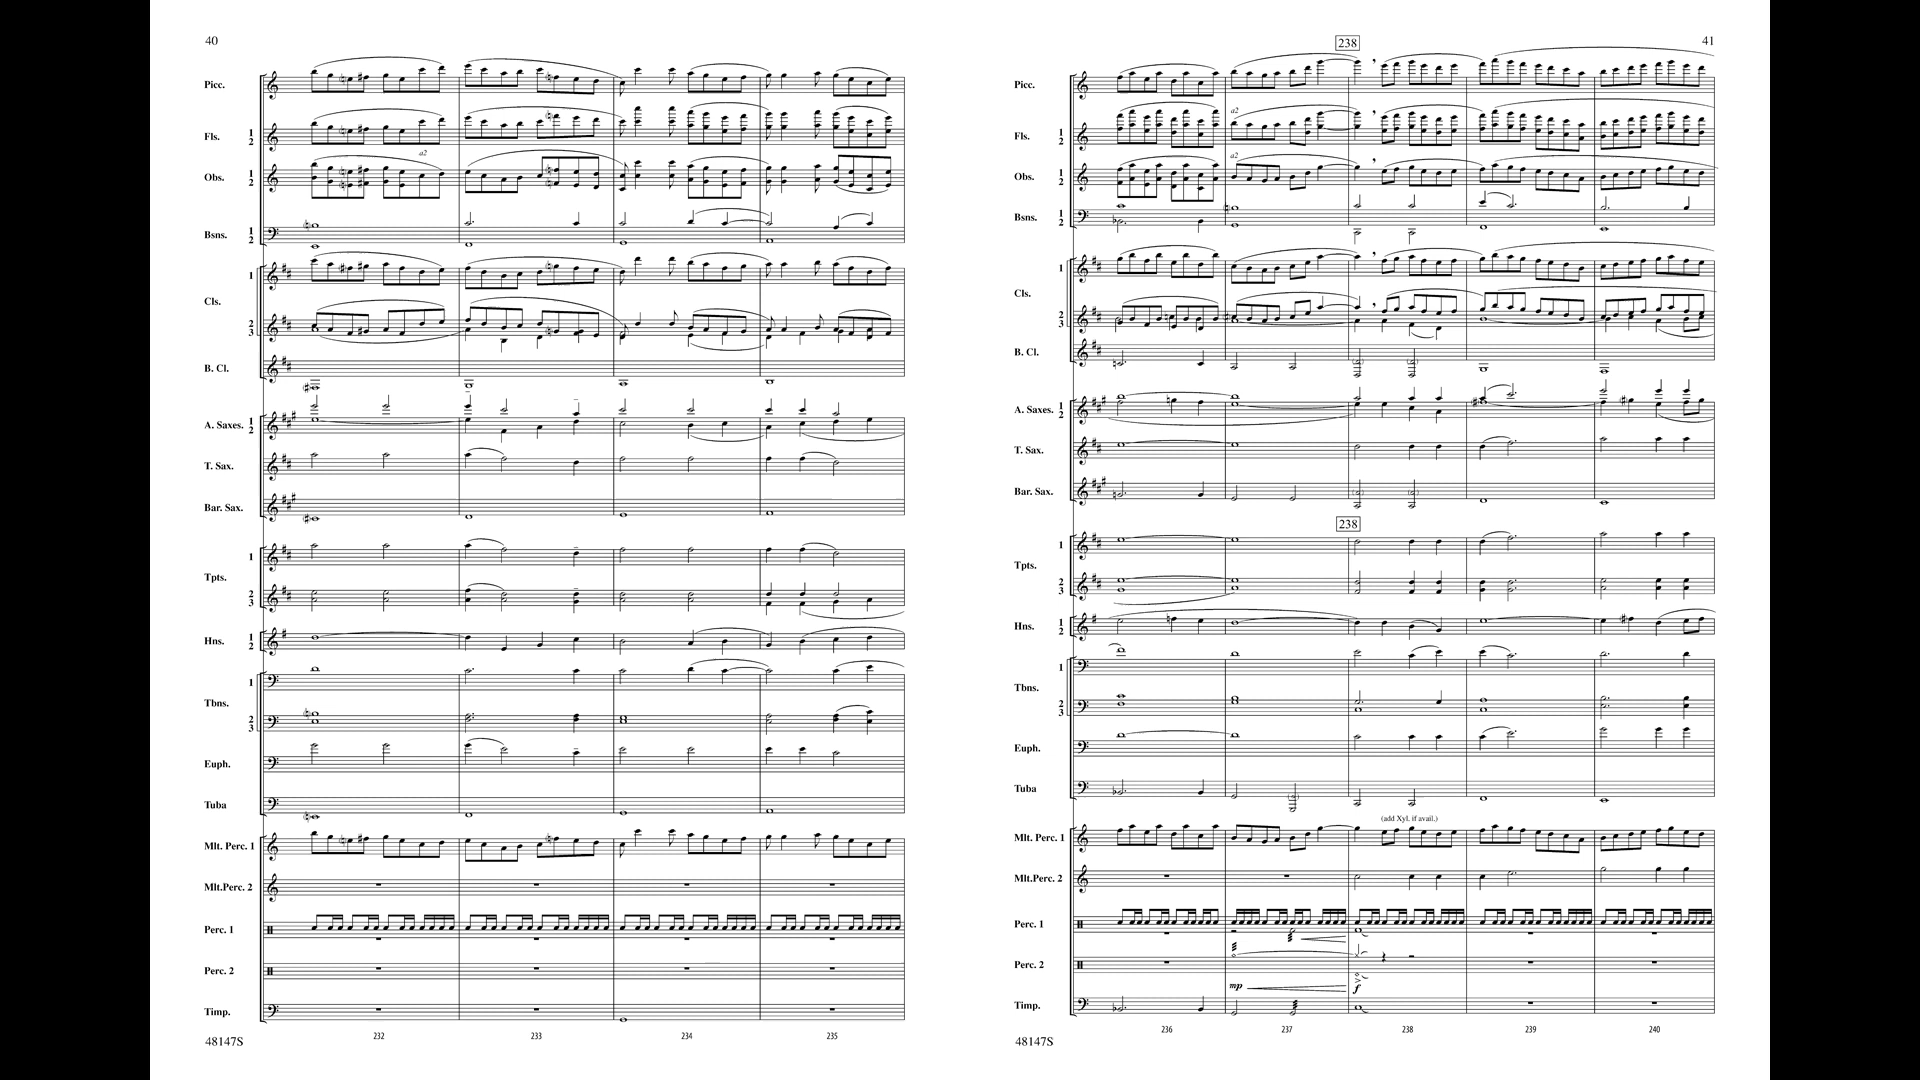 40
Picc.
Fls. 1 2
a2
Obs. 1 2
Bsns. 1 2
1
Cls.
2 3
B. Cl.
A. Saxes. 1 2
T. Sax.
Bar. Sax.
1
Tpts.
2 3
Hns. 1 2
1
Tbns.
2 3
Euph.
Tuba
Mlt. Perc. 1
Mlt.Perc. 2
Perc. 1
Perc. 2
Timp.
232 233 234 235
48147S
238 41
Picc.
a2
Fls. 1 2
a2
Obs. 1 2
Bsns. 1 2
1
Cls.
2 3
B. Cl.
A. Saxes. 1 2
T. Sax.
Bar. Sax.
238
1
Tpts.
2 3
Hns. 1 2
1
Tbns.
2 3
Euph.
Tuba
(add Xyl. if avail.)
Mlt. Perc. 1
Mlt.Perc. 2
Perc. 1
Perc. 2
mp f
Timp.
236 237 238 239 240
48147S